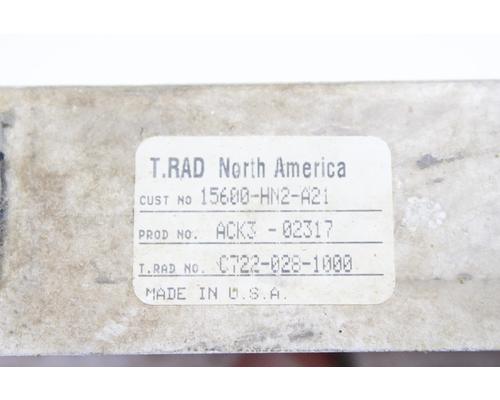 T.RAD North America
CUST NO 15600-HN2-A21
PROD NO. ACK3 -02317
T.RAD NO. C722-028-1000
MADE IN U.S.A.